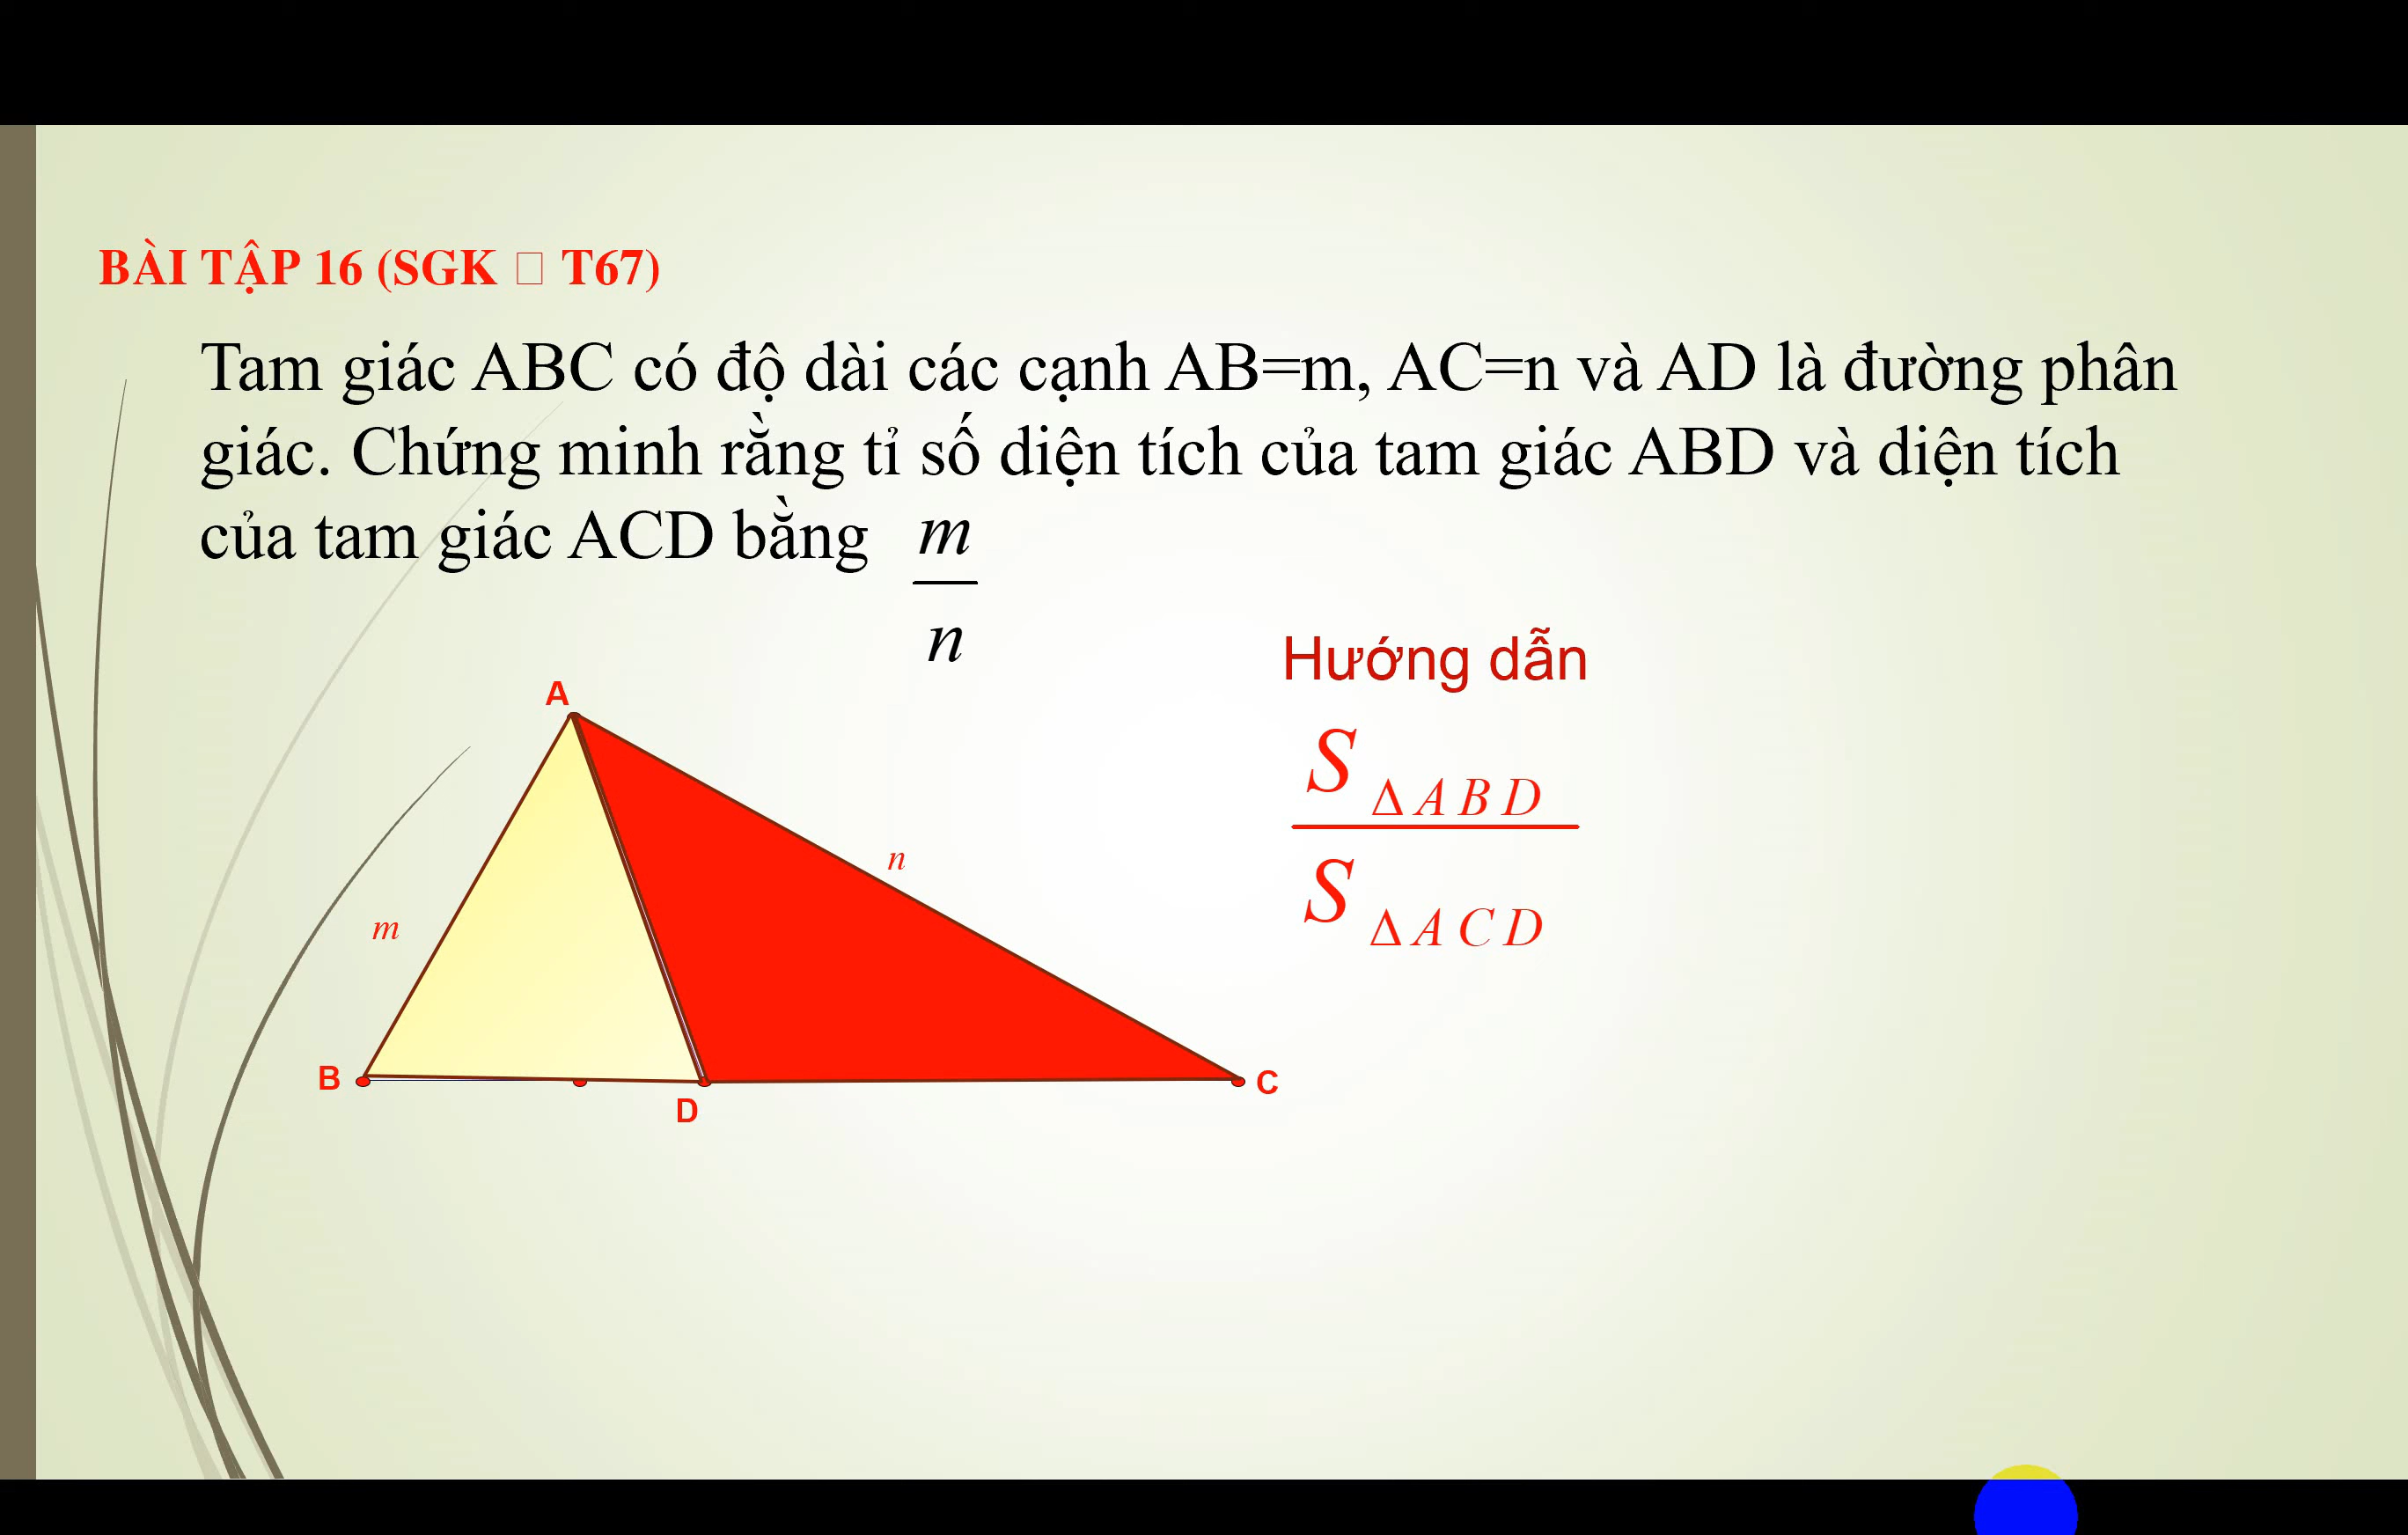 BÀI TẬP 16 (SGK □ T67)
Tam giác ABC có độ dài các cạnh AB=m, AC=n và AD là đường phân
giác. Chứng minh rằng tỉ số diện tích của tam giác ABD và diện tích
của tam giác ACD bằng m/n
Hướng dẫn
A
S ΔABD
n
S ΔACD
m
B
C
D